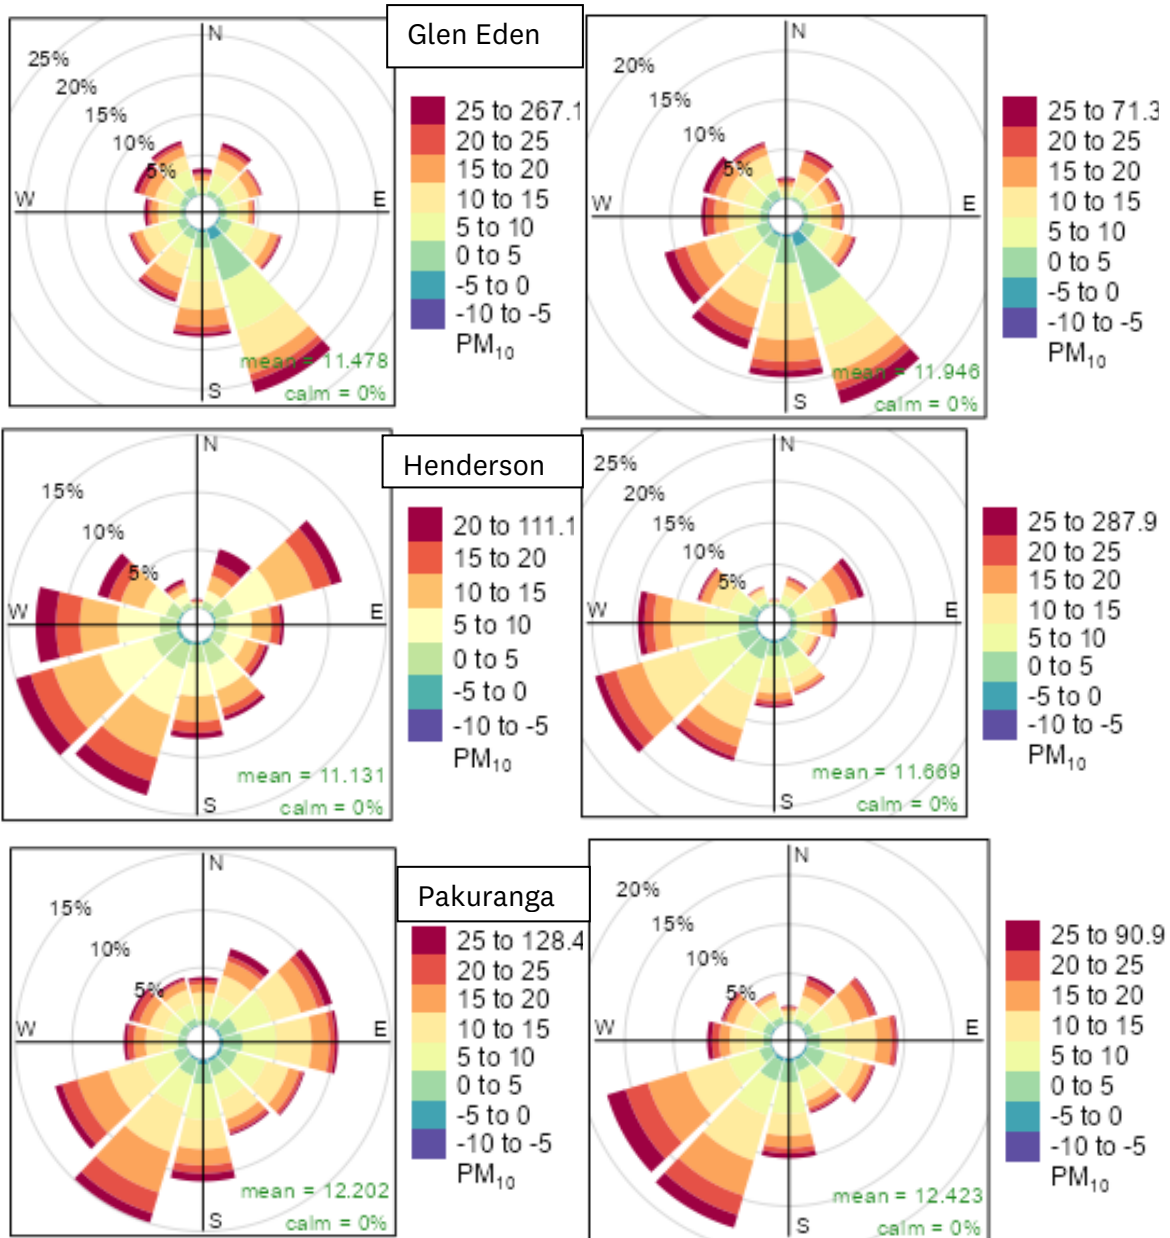 Glen Eden
N
25%
20%
15%
10%
5%
W
E
S
mean = 11.478
calm = 0%
25 to 267.1
20 to 25
15 to 20
10 to 15
5 to 10
0 to 5
-5 to 0
-10 to -5
PM10
N
20%
15%
10%
5%
W
E
S
mean = 11.946
calm = 0%
25 to 71.3
20 to 25
15 to 20
10 to 15
5 to 10
0 to 5
-5 to 0
-10 to -5
PM10
Henderson
N
15%
10%
5%
W
E
S
mean = 11.131
calm = 0%
20 to 111.1
15 to 20
10 to 15
5 to 10
0 to 5
-5 to 0
-10 to -5
PM10
N
25%
20%
15%
10%
5%
W
E
S
mean = 11.669
calm = 0%
25 to 287.9
20 to 25
15 to 20
10 to 15
5 to 10
0 to 5
-5 to 0
-10 to -5
PM10
Pakuranga
N
15%
10%
5%
W
E
S
mean = 12.202
calm = 0%
25 to 128.4
20 to 25
15 to 20
10 to 15
5 to 10
0 to 5
-5 to 0
-10 to -5
PM10
N
20%
15%
10%
5%
W
E
S
mean = 12.423
calm = 0%
25 to 90.9
20 to 25
15 to 20
10 to 15
5 to 10
0 to 5
-5 to 0
-10 to -5
PM10